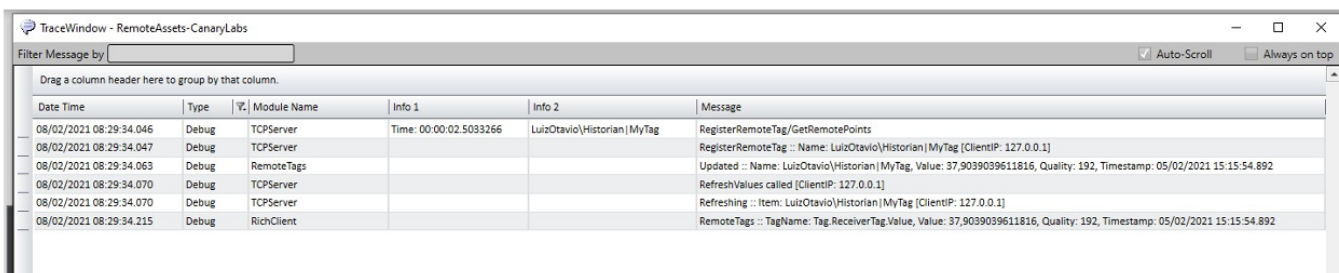 TraceWindow - RemoteAssets-CanaryLabs
Filter Message by
Auto-Scroll
Always on top
Drag a column header here to group by that column.
Date Time Type Module Name Info 1 Info 2 Message
08/02/2021 08:29:34.046 Debug TCPServer Time: 00:00:02.5033266 LuizOtavio\Historian|MyTag RegisterRemoteTag/GetRemotePoints
08/02/2021 08:29:34.047 Debug TCPServer RegisterRemoteTag :: Name: LuizOtavio\Historian|MyTag [ClientIP: 127.0.0.1]
08/02/2021 08:29:34.063 Debug RemoteTags Updated :: Name: LuizOtavio\Historian|MyTag, Value: 37,9039039611816, Quality: 192, Timestamp: 05/02/2021 15:15:54.892
08/02/2021 08:29:34.070 Debug TCPServer RefreshValues called [ClientIP: 127.0.0.1]
08/02/2021 08:29:34.070 Debug TCPServer Refreshing :: Item: LuizOtavio\Historian|MyTag [ClientIP: 127.0.0.1]
08/02/2021 08:29:34.215 Debug RichClient RemoteTags :: TagName: Tag.ReceiverTag.Value, Value: 37,9039039611816, Quality: 192, Timestamp: 05/02/2021 15:15:54.892